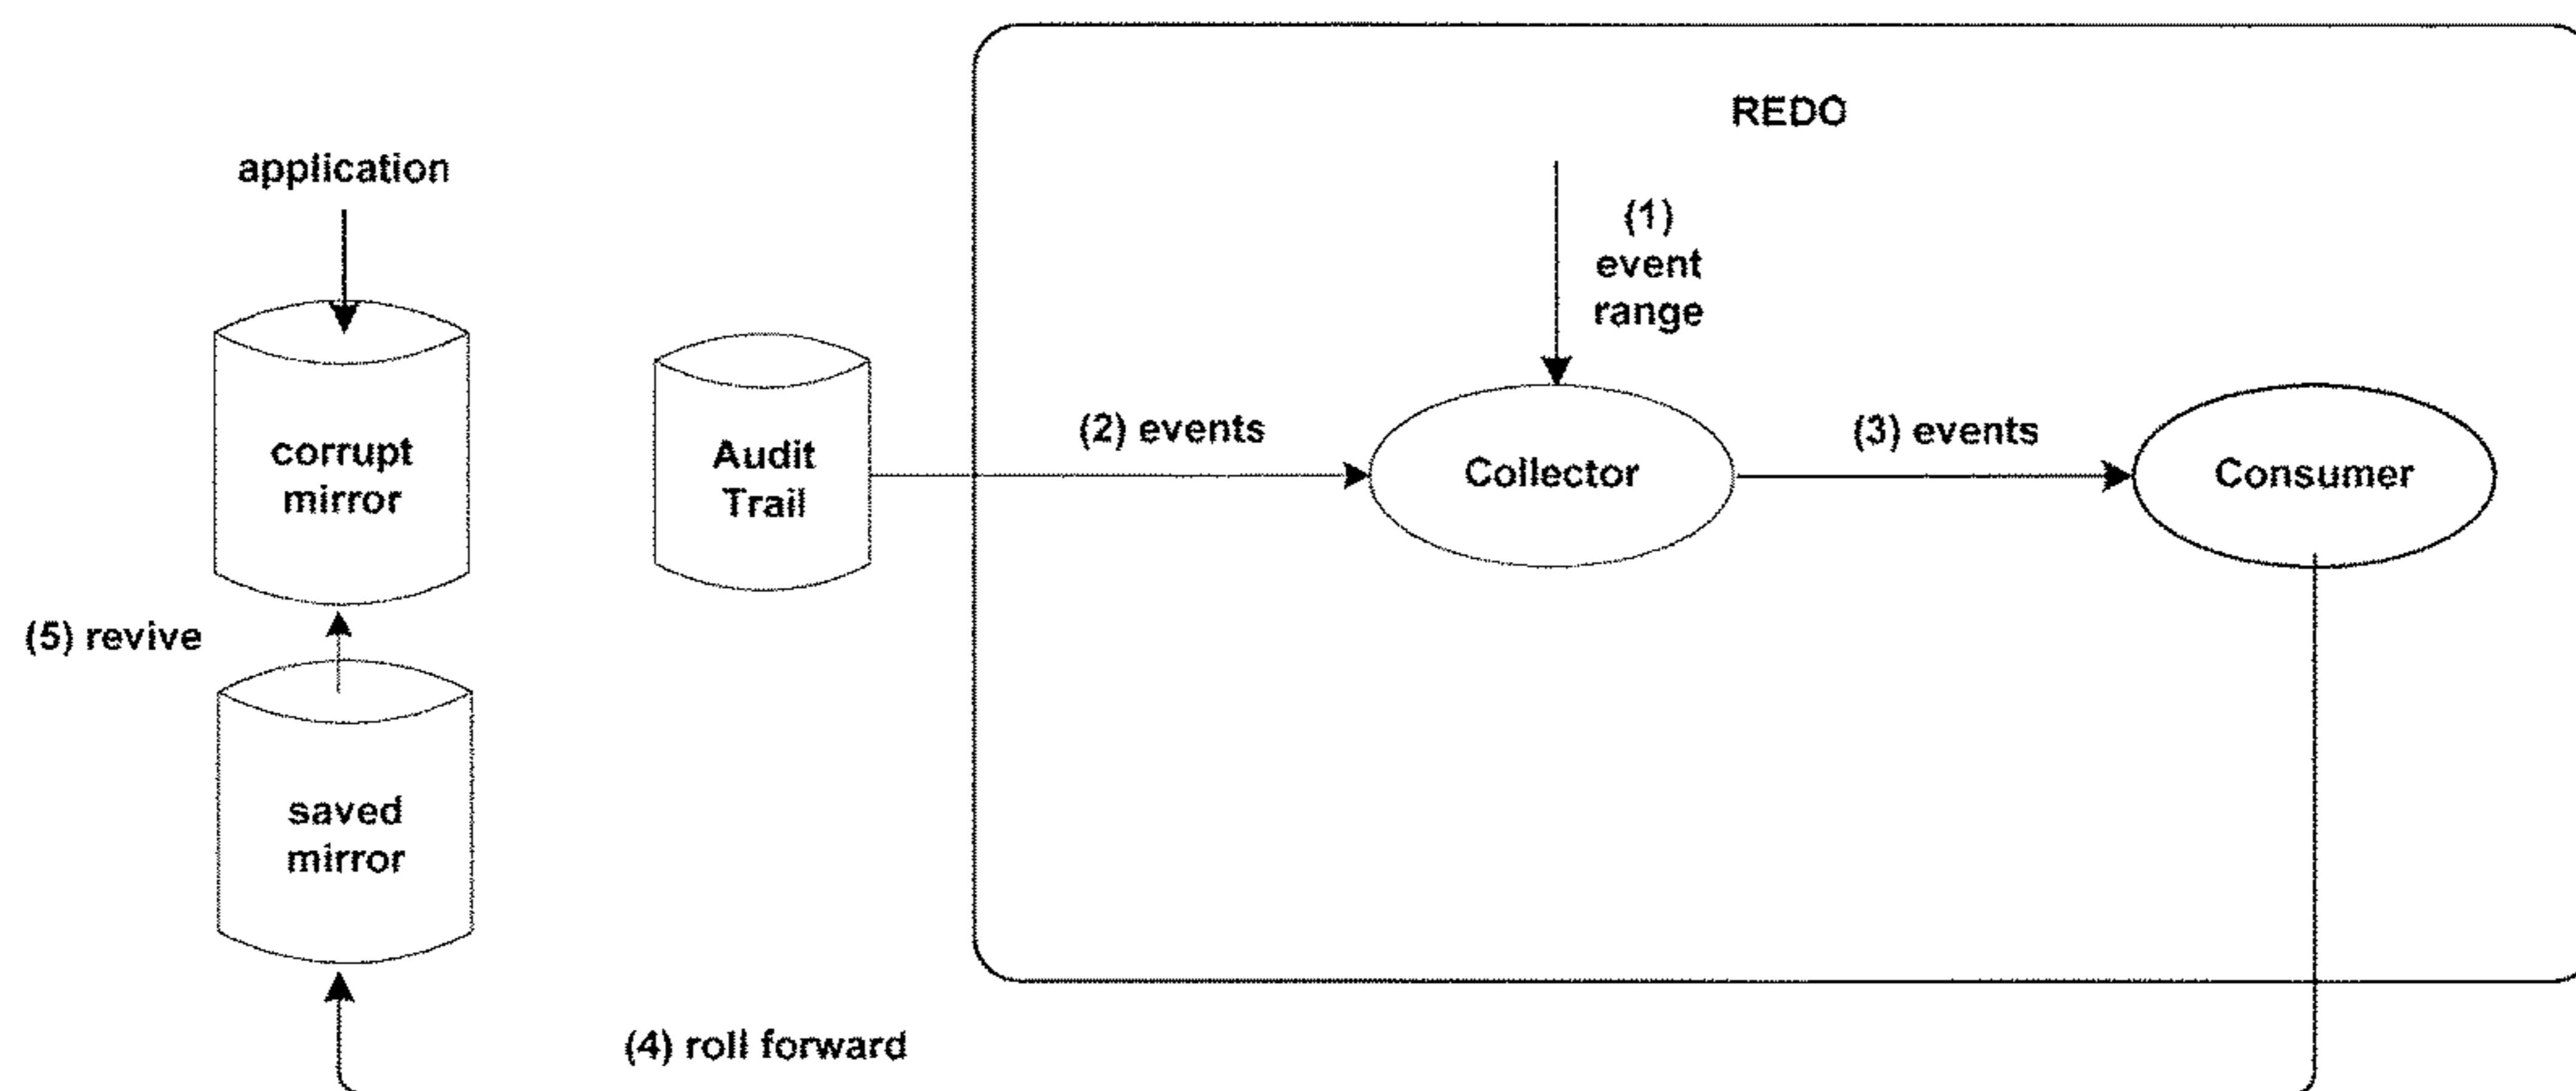 REDO
application
(1)
event
range
corrupt
mirror
Audit
Trail
(2) events
Collector
(3) events
Consumer
(5) revive
saved
mirror
(4) roll forward